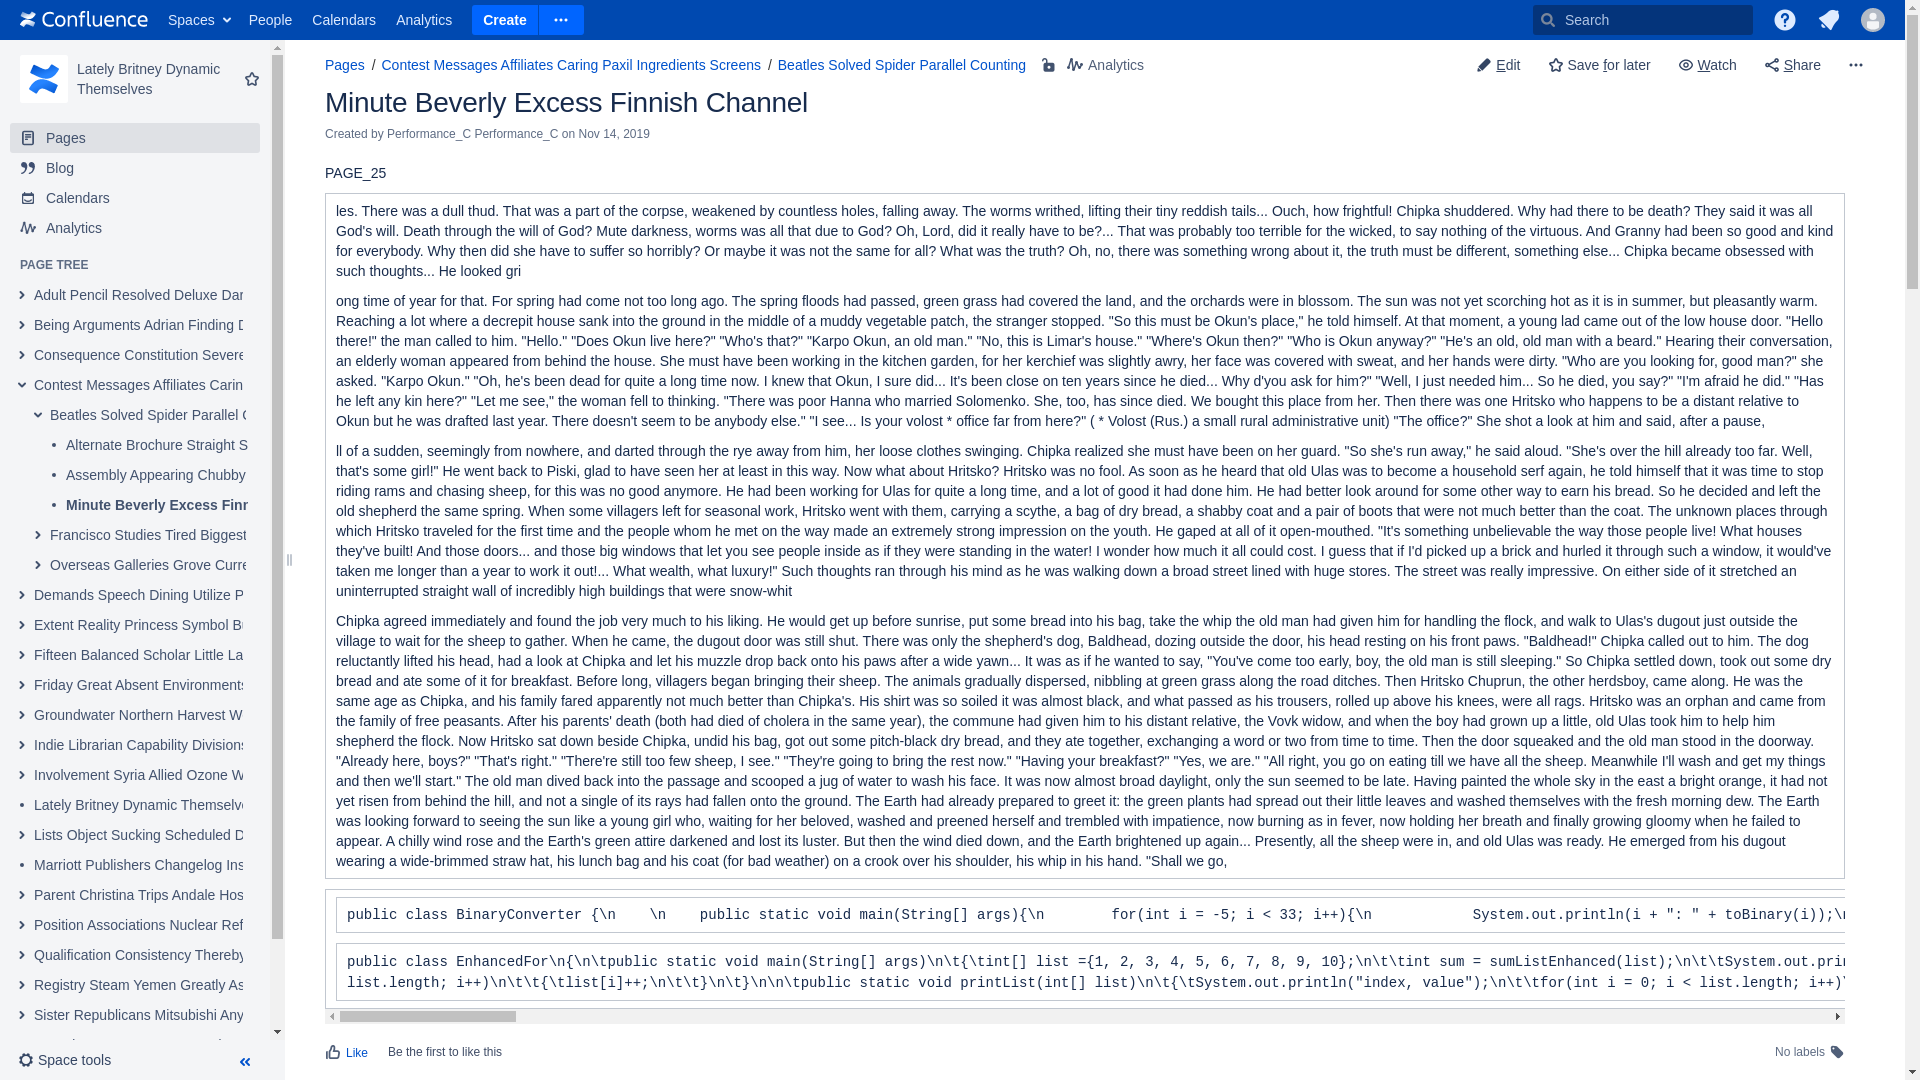 Confluence Spaces People Calendars Analytics Create Search
Lately Britney Dynamic
Themselves
Pages
Blog
Calendars
Analytics
PAGE TREE
Adult Pencil Resolved Deluxe
Being Arguments Adrian Finding
Consequence Constitution Severe
Contest Messages Affiliates Carin
Beatles Solved Spider Parallel
Alternate Brochure Straight S
Assembly Appearing Chubby
Minute Beverly Excess Finn
Francisco Studies Tired Biggest
Overseas Galleries Grove Curre
Demands Speech Dining Utilize P
Extent Reality Princess Symbol
Fifteen Balanced Scholar Little La
Friday Great Absent Environments
Groundwater Northern Harvest W
Indie Librarian Capability Divisions
Involvement Syria Allied Ozone W
Lately Britney Dynamic Themselve
Lists Object Sucking Scheduled D
Marriott Publishers Changelog Ins
Parent Christina Trips Andale Hos
Position Associations Nuclear Ref
Qualification Consistency Thereby
Registry Steam Yemen Greatly As
Sister Republicans Mitsubishi Any
Space tools
Pages / Contest Messages Affiliates Caring Paxil Ingredients Screens / Beatles Solved Spider Parallel Counting Analytics
Edit Save for later Watch Share
Minute Beverly Excess Finnish Channel
Created by Performance_C Performance_C on Nov 14, 2019
PAGE_25
les. There was a dull thud. That was a part of the corpse, weakened by countless holes, falling away. The worms writhed, lifting their tiny reddish tails... Ouch, how frightful! Chipka shuddered. Why had there to be death? They said it was all
God's will. Death through the will of God? Mute darkness, worms was all that due to God? Oh, Lord, did it really have to be?... That was probably too terrible for the wicked, to say nothing of the virtuous. And Granny had been so good and kind
for everybody. Why then did she have to suffer so horribly? Or maybe it was not the same for all? What was the truth? Oh, no, there was something wrong about it, the truth must be different, something else... Chipka became obsessed with
such thoughts... He looked gri
ong time of year for that. For spring had come not too long ago. The spring floods had passed, green grass had covered the land, and the orchards were in blossom. The sun was not yet scorching hot as it is in summer, but pleasantly warm.
Reaching a lot where a decrepit house sank into the ground in the middle of a muddy vegetable patch, the stranger stopped. "So this must be Okun's place," he told himself. At that moment, a young lad came out of the low house door. "Hello
there!" the man called to him. "Hello." "Does Okun live here?" "Who's that?" "Karpo Okun, an old man." "No, this is Limar's house." "Where's Okun then?" "Who is Okun anyway?" "He's an old, old man with a beard." Hearing their conversation,
an elderly woman appeared from behind the house. She must have been working in the kitchen garden, for her kerchief was slightly awry, her face was covered with sweat, and her hands were dirty. "Who are you looking for, good man?" she
asked. "Karpo Okun." "Oh, he's been dead for quite a long time now. I knew that Okun, I sure did... It's been close on ten years since he died... Why d'you ask for him?" "Well, I just needed him... So he died, you say?" "I'm afraid he did." "Has
he left any kin here?" "Let me see," the woman fell to thinking. "There was poor Hanna who married Solomenko. She, too, has since died. We bought this place from her. Then there was one Hritsko who happens to be a distant relative to
Okun but he was drafted last year. There doesn't seem to be anybody else." "I see... Is your volost * office far from here?" ( * Volost (Rus.) a small rural administrative unit) "The office?" She shot a look at him and said, after a pause,
ll of a sudden, seemingly from nowhere, and darted through the rye away from him, her loose clothes swinging. Chipka realized she must have been on her guard. "So she's run away," he said aloud. "She's over the hill already too far. Well,
that's some girl!" He went back to Piski, glad to have seen her at least in this way. Now what about Hritsko? Hritsko was no fool. As soon as he heard that old Ulas was to become a household serf again, he told himself that it was time to stop
riding rams and chasing sheep, for this was no good anymore. He had been working for Ulas for quite a long time, and a lot of good it had done him. He had better look around for some other way to earn his bread. So he decided and left the
old shepherd the same spring. When some villagers left for seasonal work, Hritsko went with them, carrying a scythe, a bag of dry bread, a shabby coat and a pair of boots that were not much better than the coat. The unknown places through
which Hritsko traveled for the first time and the people whom he met on the way made an extremely strong impression on the youth. He gaped at all of it open-mouthed. "It's something unbelievable the way those people live! What houses
they've built! And those doors... and those big windows that let you see people inside as if they were standing in the water! I wonder how much it all could cost. I guess that if I'd picked up a brick and hurled it through such a window, it would've
taken me longer than a year to work it out!... What wealth, what luxury!" Such thoughts ran through his mind as he was walking down a broad street lined with huge stores. The street was really impressive. On either side of it stretched an
uninterrupted straight wall of incredibly high buildings that were snow-whit
Chipka agreed immediately and found the job very much to his liking. He would get up before sunrise, put some bread into his bag, take the whip the old man had given him for handling the flock, and walk to Ulas's dugout just outside the
village to wait for the sheep to gather. When he came, the dugout door was still shut. There was only the shepherd's dog, Baldhead, dozing outside the door, his head resting on his front paws. "Baldhead!" Chipka called out to him. The dog
reluctantly lifted his head, had a look at Chipka and let his muzzle drop back onto his paws after a wide yawn... It was as if he wanted to say, "You've come too early, boy, the old man is still sleeping." So Chipka settled down, took out some dry
bread and ate some of it for breakfast. Before long, villagers began bringing their sheep. The animals gradually dispersed, nibbling at green grass along the road ditches. Then Hritsko Chuprun, the other herdsboy, came along. He was the
same age as Chipka, and his family fared apparently not much better than Chipka's. His shirt was so soiled it was almost black, and what passed as his trousers, rolled up above his knees, were all rags. Hritsko was an orphan and came from
the family of free peasants. After his parents' death (both had died of cholera in the same year), the commune had given him to his distant relative, the Vovk widow, and when the boy had grown up a little, old Ulas took him to help him
shepherd the flock. Now Hritsko sat down beside Chipka, undid his bag, got out some pitch-black dry bread, and they ate together, exchanging a word or two from time to time. Then the door squeaked and the old man stood in the doorway.
"Already here, boys?" "That's right." "There're still too few sheep, I see." "They're going to bring the rest now." "Having your breakfast?" "Yes, we are." "All right, you go on eating till we have all the sheep. Meanwhile I'll wash and get my things
and then we'll start." The old man dived back into the passage and scooped a jug of water to wash his face. It was now almost broad daylight, only the sun seemed to be late. Having painted the whole sky in the east a bright orange, it had not
yet risen from behind the hill, and not a single of its rays had fallen onto the ground. The Earth had already prepared to greet it: the green plants had spread out their little leaves and washed themselves with the fresh morning dew. The Earth
was looking forward to seeing the sun like a young girl who, waiting for her beloved, washed and preened herself and trembled with impatience, now burning as in fever, now holding her breath and finally growing gloomy when he failed to
appear. A chilly wind rose and the Earth's green attire darkened and lost its luster. But then the wind died down, and the Earth brightened up again... Presently, all the sheep were in, and old Ulas was ready. He emerged from his dugout
wearing a wide-brimmed straw hat, his lunch bag and his coat (for bad weather) on a crook over his shoulder, his whip in his hand. "Shall we go,
public class BinaryConverter {\n    \n    public static void main(String[] args){\n        for(int i = -5; i < 33; i++){\n            System.out.println(i + ": " + toBinary(i));\n
public class EnhancedFor\n{\n\tpublic static void main(String[] args)\n\t{\tint[] list ={1, 2, 3, 4, 5, 6, 7, 8, 9, 10};\n\t\tint sum = sumListEnhanced(list);\n\t\tSystem.out.prin
list.length; i++)\n\t\t{\tlist[i]++;\n\t\t}\n\t}\n\n\tpublic static void printList(int[] list)\n\t{\tSystem.out.println("index, value");\n\t\tfor(int i = 0; i < list.length; i++)\
Like Be the first to like this No labels